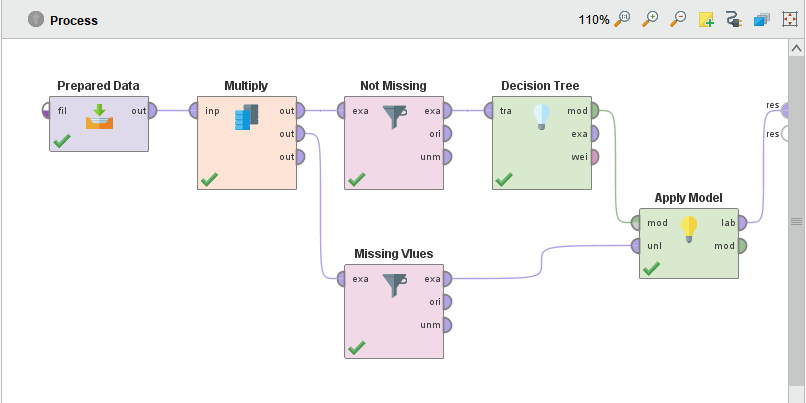 Process
110%
Prepared Data
Multiply
Not Missing
Decision Tree
fil
out
inp
out
out
out
exa
exa
ori
unm
tra
mod
exa
wei
res
res
Apply Model
mod
lab
unl
mod
Missing Vlues
exa
exa
ori
unm